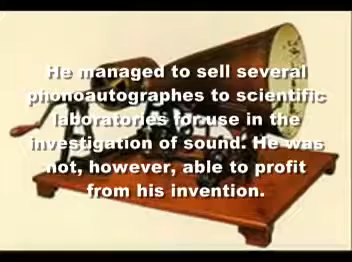 He managed to sell several
phonoautographes to scientific
laboratories for use in the
investigation of sound. He was
not, however, able to profit
from his invention.